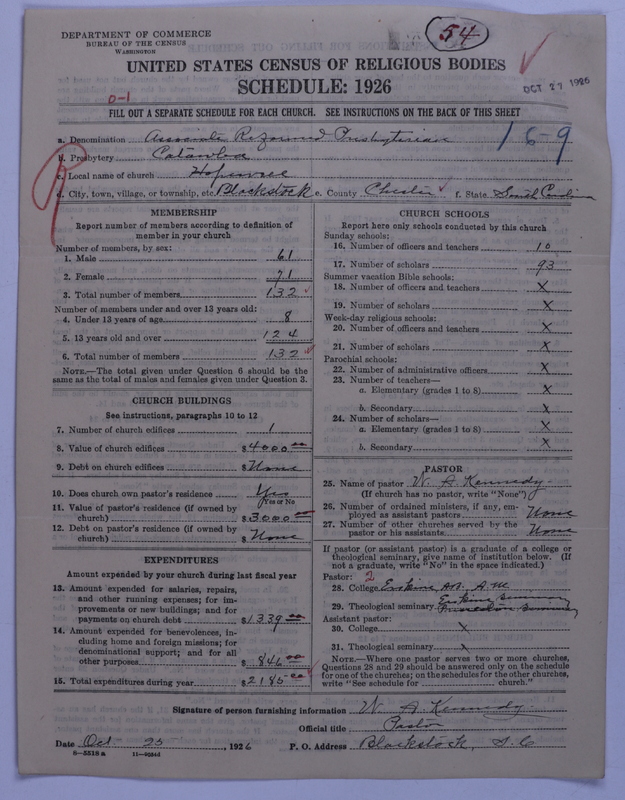 54
DEPARTMENT OF COMMERCE
BUREAU OF THE CENSUS
WASHINGTON
UNITED STATES CENSUS OF RELIGIOUS BODIES
SCHEDULE: 1926
OCT 27 1926
0-1
FILL OUT A SEPARATE SCHEDULE FOR EACH CHURCH. SEE INSTRUCTIONS ON THE BACK OF THIS SHEET
16-9
a. Denomination Associate Reformed Presbyterian
b. Presbytery Catawba
c. Local name of church Hopewell
d. City, town, village, or township, etc. Blackstock e. County Chester f. State South Carolina
R
MEMBERSHIP
Report number of members according to definition of
member in your church
Number of members, by sex:
1. Male 61
2. Female 71
3. Total number of members 132
Number of members under and over 13 years old:
4. Under 13 years of age 8
5. 13 years old and over 124
6. Total number of members 132
NOTE.—The total given under Question 6 should be
same as the total of males and females given under Question 3.
CHURCH BUILDINGS
See instructions, paragraphs 10 to 12
7. Number of church edifices 1
8. Value of church edifices $4000.00
9. Debt on church edifices $None
10. Does church own pastor's residence Yes
Yes or No
11. Value of pastor's residence (if owned by
church) $3000.00
12. Debt on pastor's residence (if owned by
church) $None
EXPENDITURES
Amount expended by your church during last fiscal year
13. Amount expended for salaries, repairs,
and other running expenses; for im-
provements or new buildings; and for
payments on church debt $1339.00
14. Amount expended for benevolences, in-
cluding home and foreign missions; for
denominational support; and for all
other purposes $846.00
15. Total expenditures during year $2185.00
CHURCH SCHOOLS
Report here only schools conducted by this church
Sunday schools:
16. Number of officers and teachers 10
17. Number of scholars 93
Summer vacation Bible schools:
18. Number of officers and teachers X
19. Number of scholars X
Week-day religious schools:
20. Number of officers and teachers X
21. Number of scholars X
Parochial schools:
22. Number of administrative officers X
23. Number of teachers—
a. Elementary (grades 1 to 8) X
b. Secondary X
24. Number of scholars—
a. Elementary (grades 1 to 8) X
b. Secondary X
PASTOR
25. Name of pastor W. A. Kennedy
(If church has no pastor, write "None")
26. Number of ordained ministers, if any, em-
ployed as assistant pastors None
27. Number of other churches served by the
pastor or his assistants None
If pastor (or assistant pastor) is a graduate of a college or
theological seminary, give name of institution below. (If
not a graduate, write "No" in the space indicated.)
Pastor: 2
28. College Erskine AB. A.M
Erskine Seminary
29. Theological seminary Princeton Seminary
Assistant pastor:
30. College X
31. Theological seminary X
NOTE.—Where one pastor serves two or more churches,
Questions 28 and 29 should be answered only on the schedule
for one of the churches; on the schedules for the other churches,
write "See schedule for church."
Signature of person furnishing information W. A. Kennedy
Official title Pastor
Date Oct. 25, 1926 P. O. Address Blackstock, S. C
8—5518 a